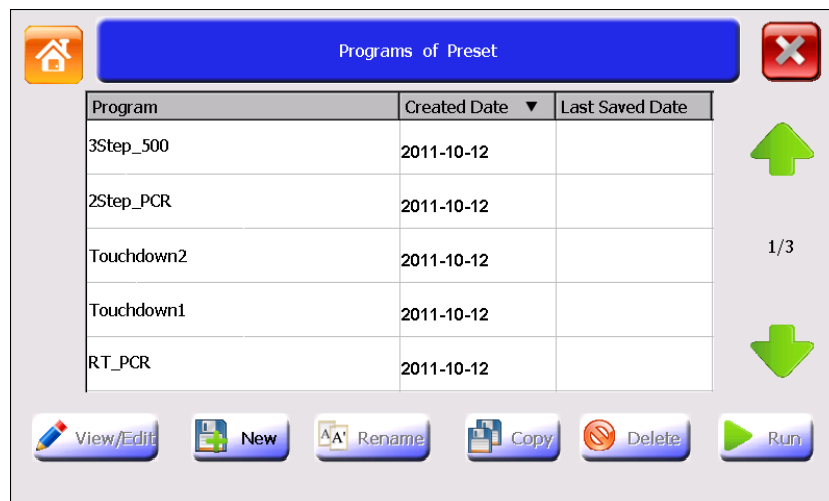 Programs of Preset
Program Created Date ▼ Last Saved Date
3Step_500 2011-10-12
2Step_PCR 2011-10-12
Touchdown2 2011-10-12
1/3
Touchdown1 2011-10-12
RT_PCR 2011-10-12
View/Edit New AA' Rename Copy Delete Run